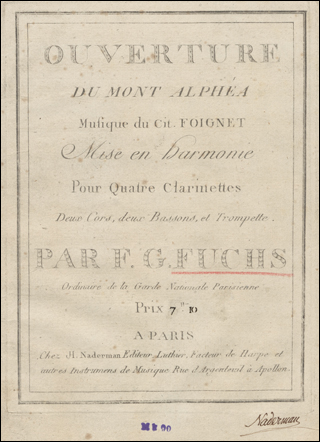 OUVERTURE
DU MONT ALPHÉA
Musique du Cit. FOIGNET
Mise en harmonie
Pour Quatre Clarinettes
Deux Cors, deux Bassons, et Trompette.
PAR F. G. FUCHS
Ordinaire de la Garde Nationale Parisienne
Prix 7
A PARIS
Chez H. Naderman Editeur Luthier, Facteur de Harpe et
autres Instrumens de Musique Rue d'Argenteuil à Apollon.
Naderman